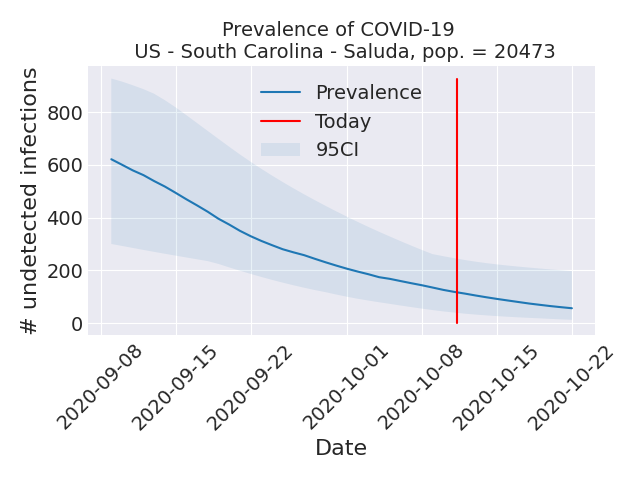 Prevalence of COVID-19
US - South Carolina - Saluda, pop. = 20473
# undetected infections
800
600
400
200
0
Prevalence
Today
95CI
2020-09-08
2020-09-15
2020-09-22
2020-10-01
2020-10-08
2020-10-15
2020-10-22
Date